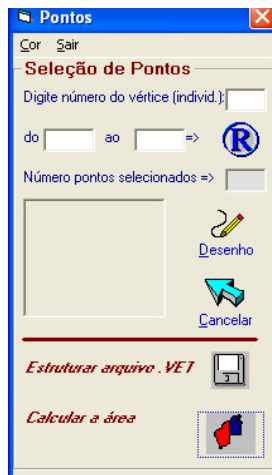 Pontos
Cor Sair
Seleção de Pontos
Digite número do vértice (individ.):
do ao => R
Número pontos selecionados =>
Desenho
Cancelar
Estruturar arquivo .VET
Calcular a área